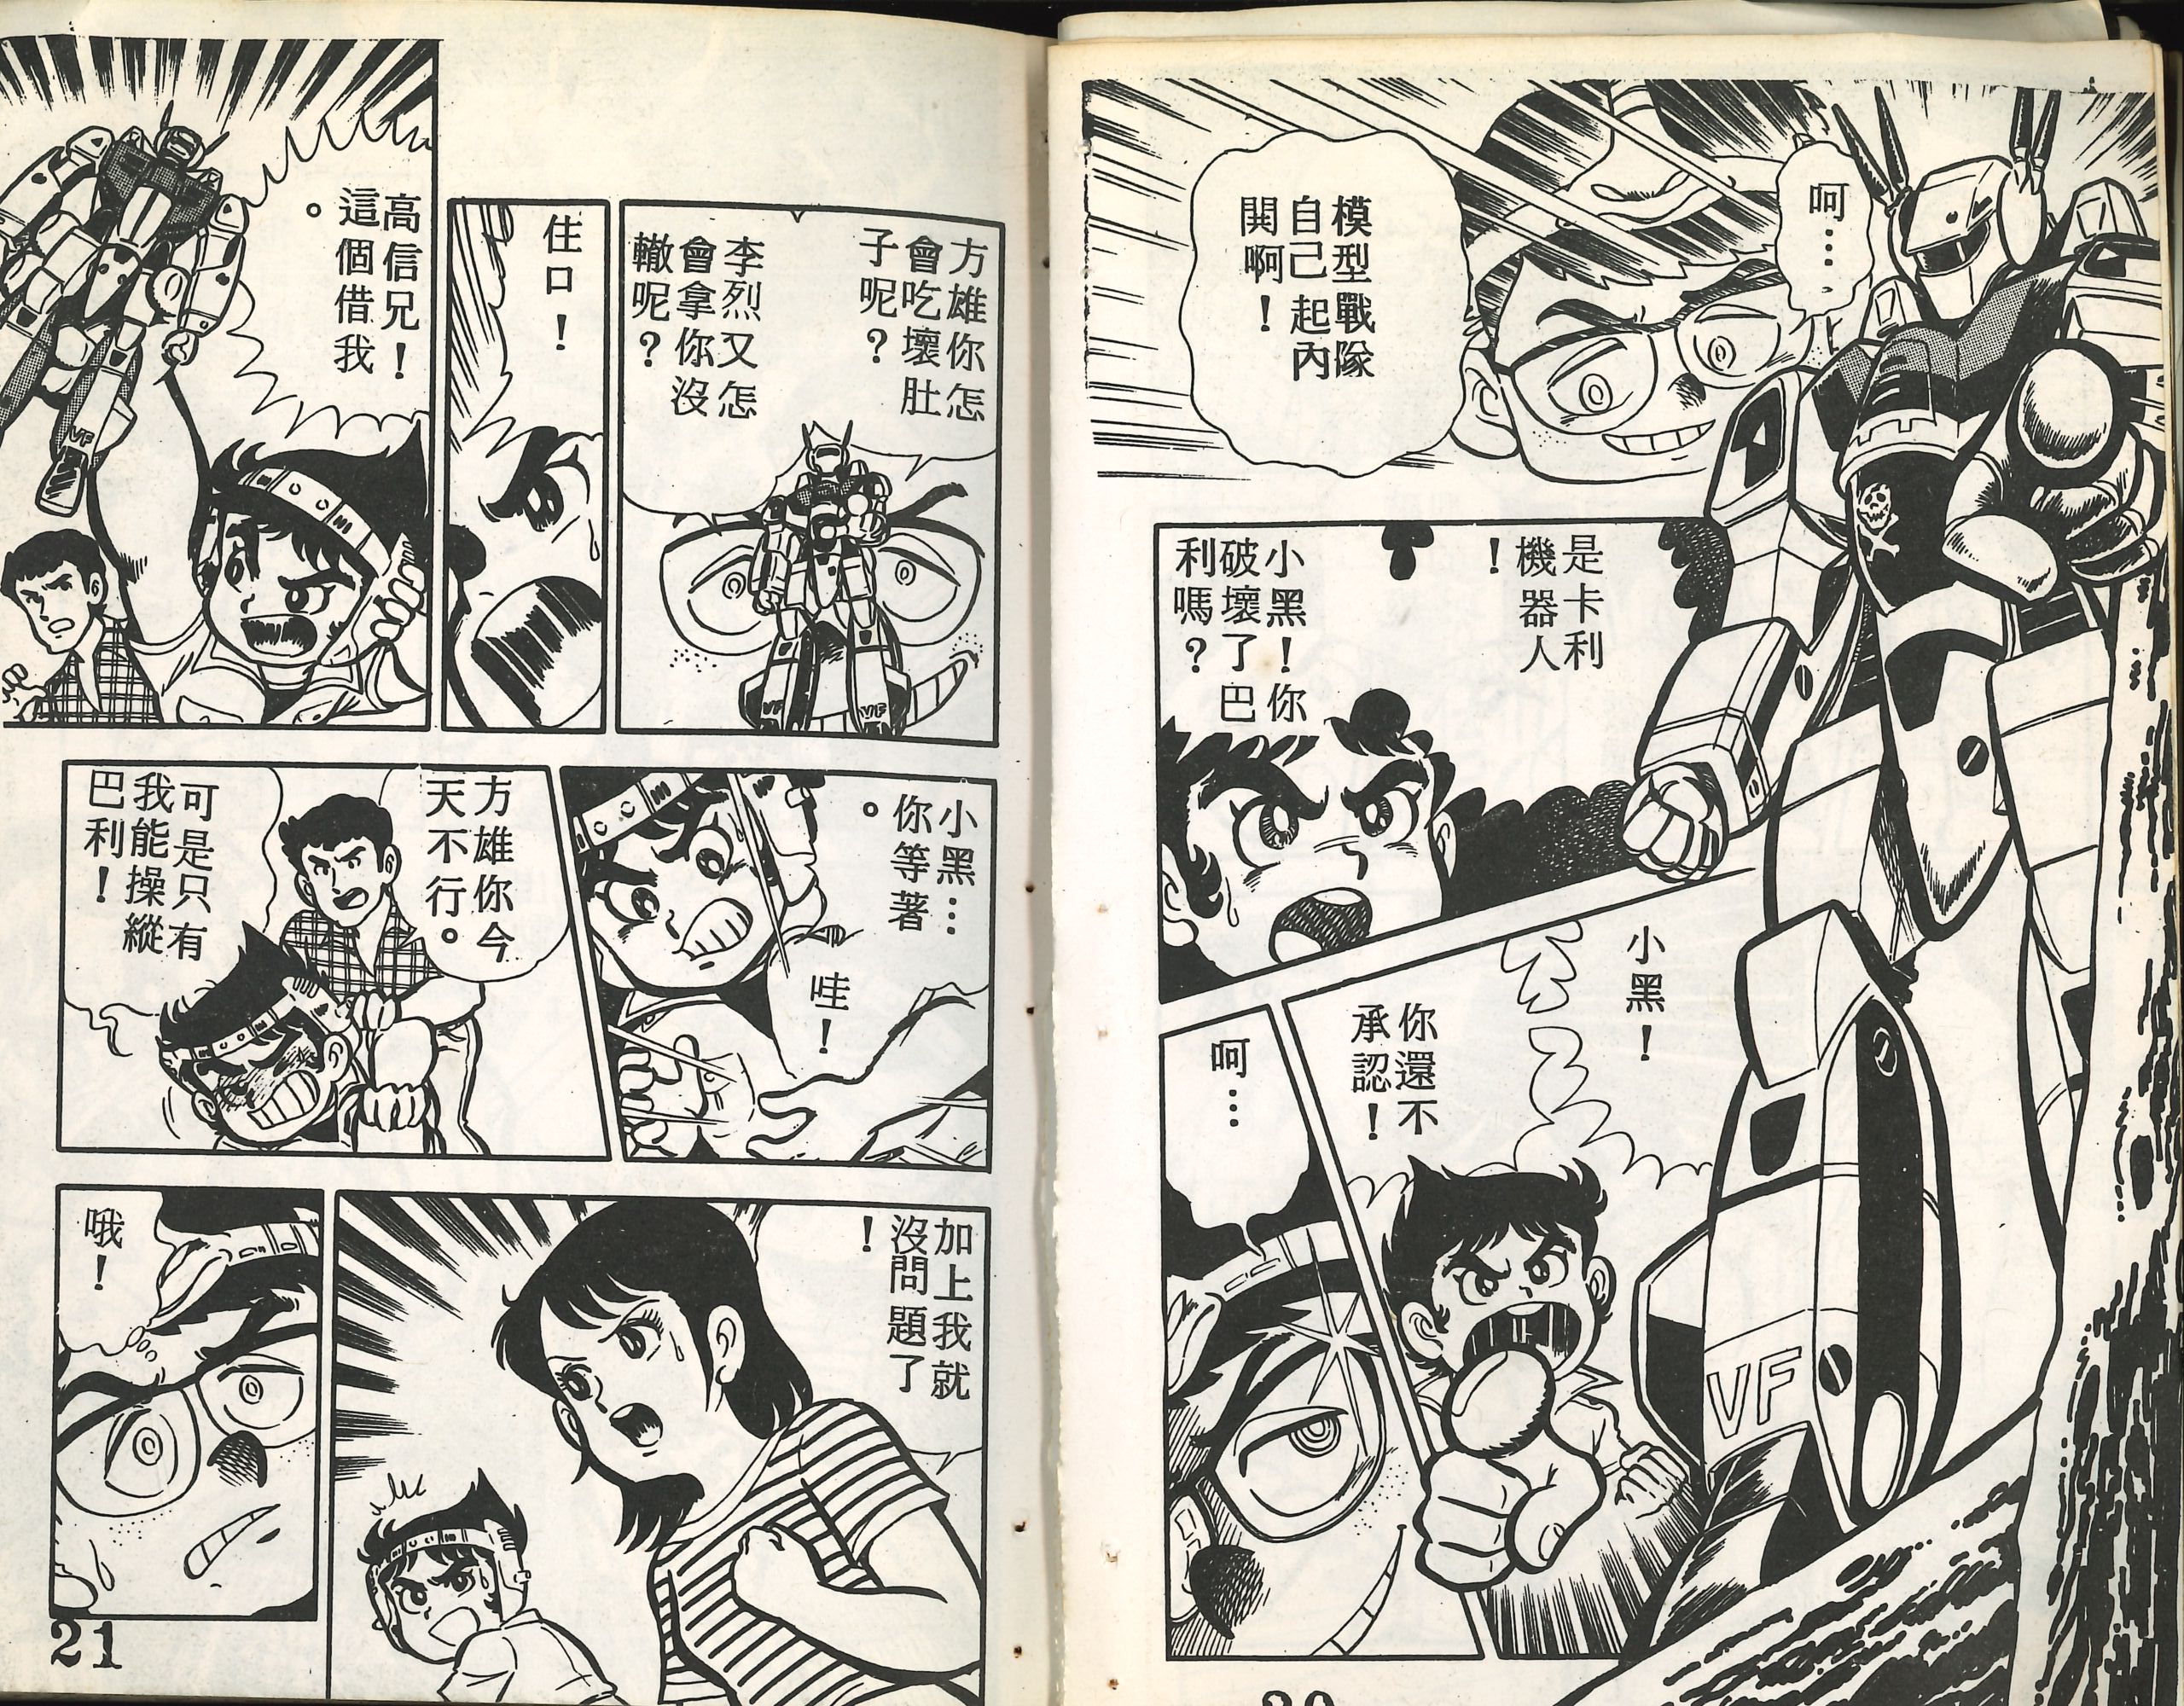 呵⋯
模型戰隊
自己起內
鬨啊！
是卡利
機器人
！
小黑！你
破壞了巴
利嗎？
小黑！
你還不
承認！
呵⋯
VF
20
方雄你怎
會吃壞肚
子呢？
李烈又怎
會拿你沒
轍呢？
VF
VF
住口！
高信兄！
這個借我
。
VF
小黑⋯
你等著
。
哇！
方雄你今
天不行。
可是只有
我能操縱
巴利！
加上我就
沒問題了
！
哦！
21